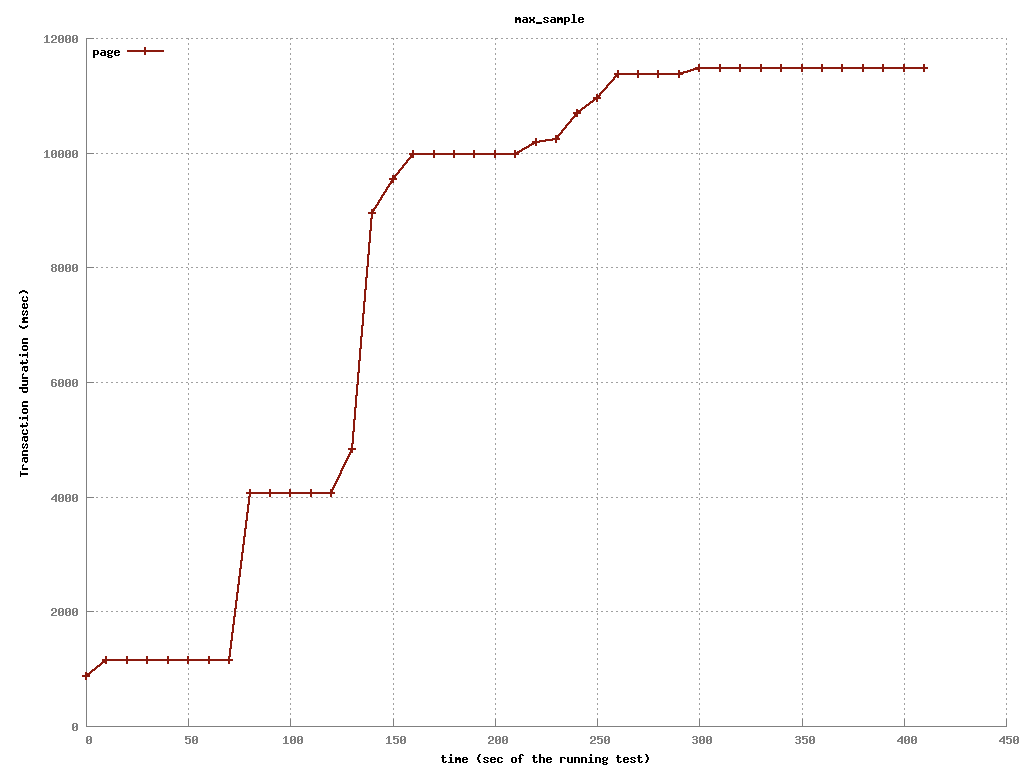 max_sample
12000
page
10000
8000
6000
4000
2000
0
Transaction duration (msec)
0 50 100 150 200 250 300 350 400 450
time (sec of the running test)